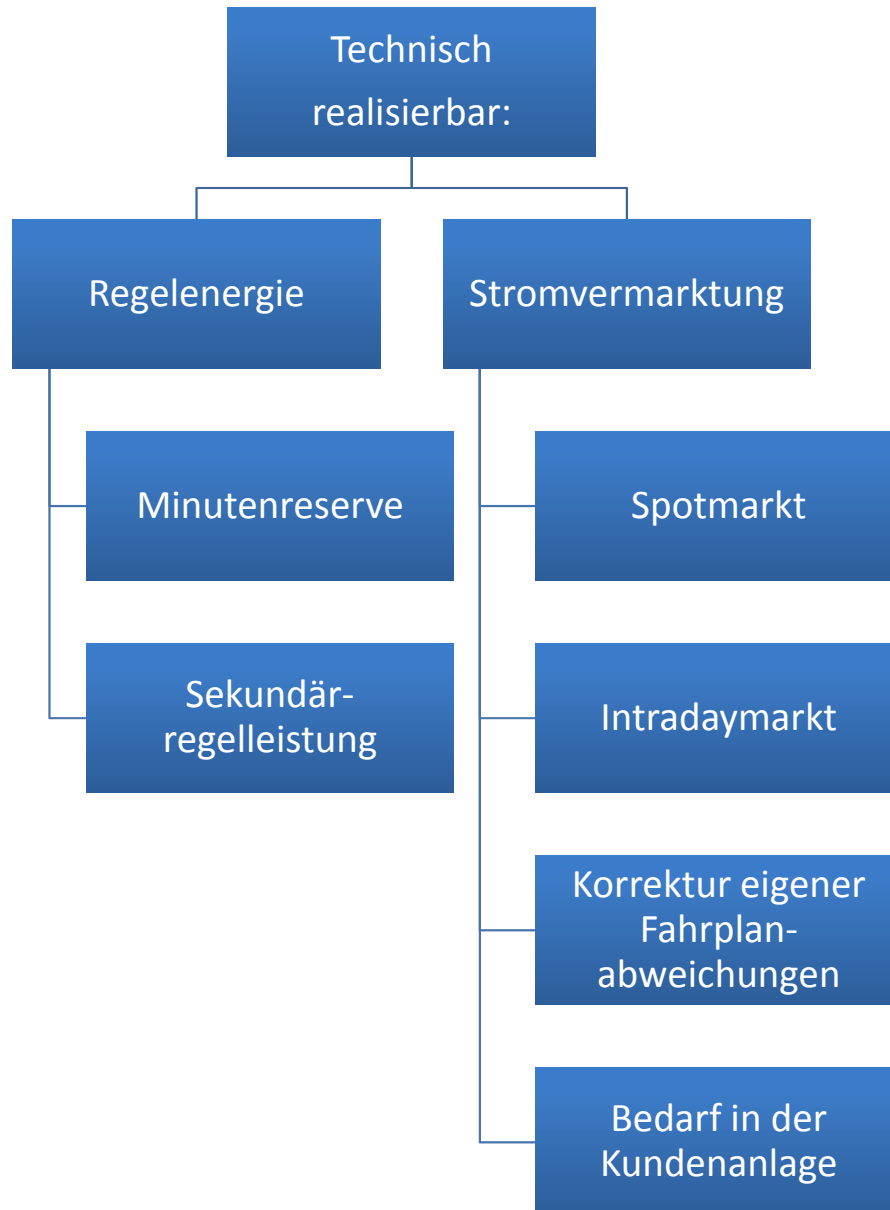 Technisch
realisierbar:
Regelenergie
Stromvermarktung
Minutenreserve
Spotmarkt
Sekundär-
regelleistung
Intradaymarkt
Korrektur eigener
Fahrplan-
abweichungen
Bedarf in der
Kundenanlage